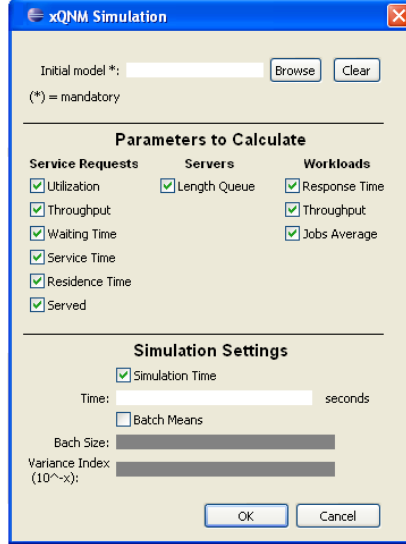 xQNM Simulation
Initial model *: Browse Clear
(*) = mandatory
Parameters to Calculate
Service Requests Servers Workloads
Utilization Length Queue Response Time
Throughput Throughput
Waiting Time Jobs Average
Service Time
Residence Time
Served
Simulation Settings
Simulation Time
Time: seconds
Batch Means
Bach Size:
Variance Index
(10^-x):
OK Cancel